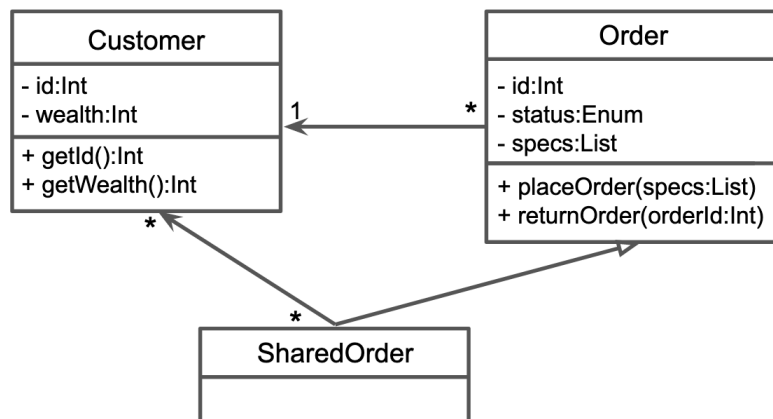 Customer
- id:Int
- wealth:Int
+ getId():Int
+ getWealth():Int
Order
- id:Int
- status:Enum
- specs:List
+ placeOrder(specs:List)
+ returnOrder(orderId:Int)
1
*
*
*
SharedOrder